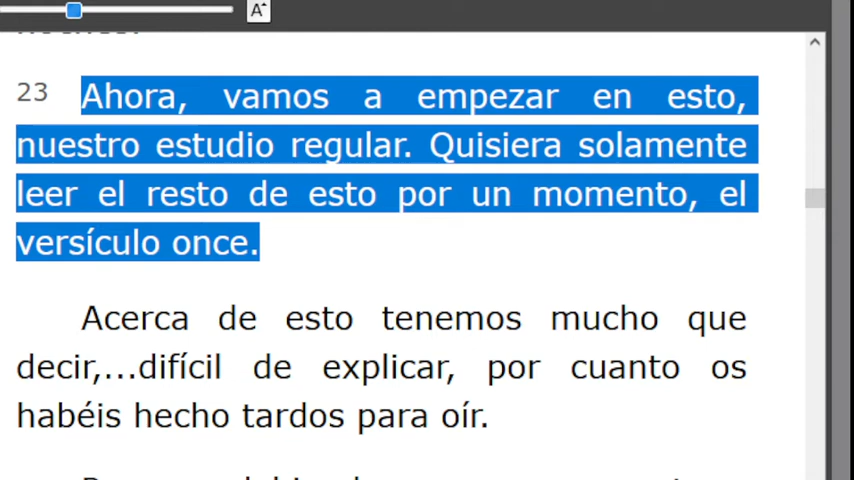 A
23 Ahora, vamos a empezar en esto,
nuestro estudio regular. Quisiera solamente
leer el resto de esto por un momento, el
versículo once.
Acerca de esto tenemos mucho que
decir,...difícil de explicar, por cuanto os
habéis hecho tardos para oír.